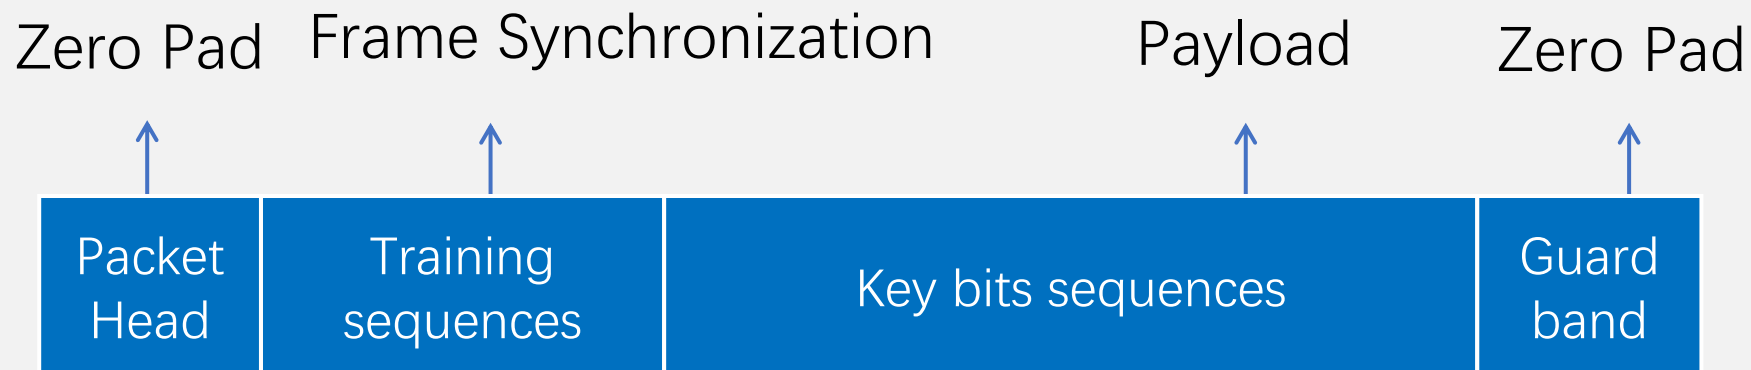 Zero Pad
Frame Synchronization
Payload
Zero Pad
Packet
Head
Training
sequences
Key bits sequences
Guard
band